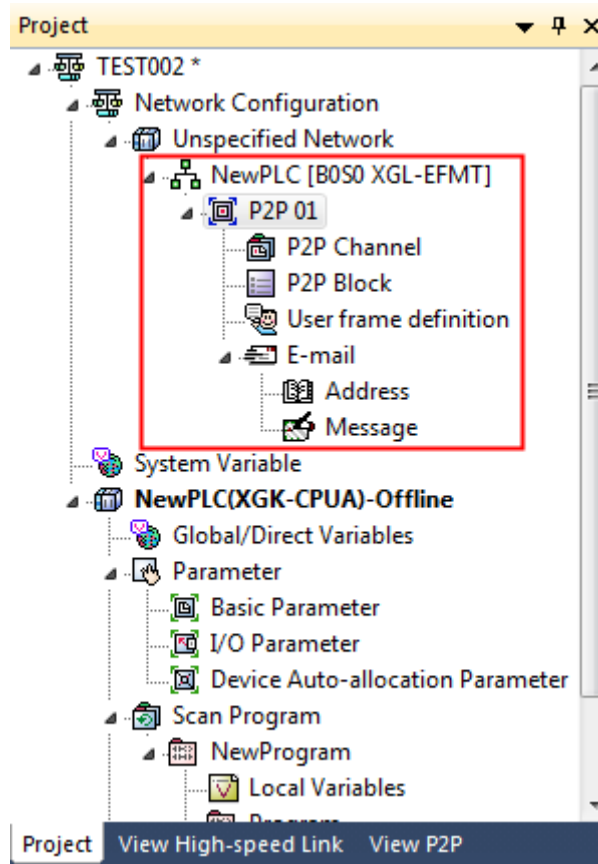 Project
TEST002 *
Network Configuration
Unspecified Network
NewPLC [B0S0 XGL-EFMT]
P2P 01
P2P Channel
P2P Block
User frame definition
E-mail
Address
Message
System Variable
NewPLC(XGK-CPUA)-Offline
Global/Direct Variables
Parameter
Basic Parameter
I/O Parameter
Device Auto-allocation Parameter
Scan Program
NewProgram
Local Variables
Project View High-speed Link View P2P